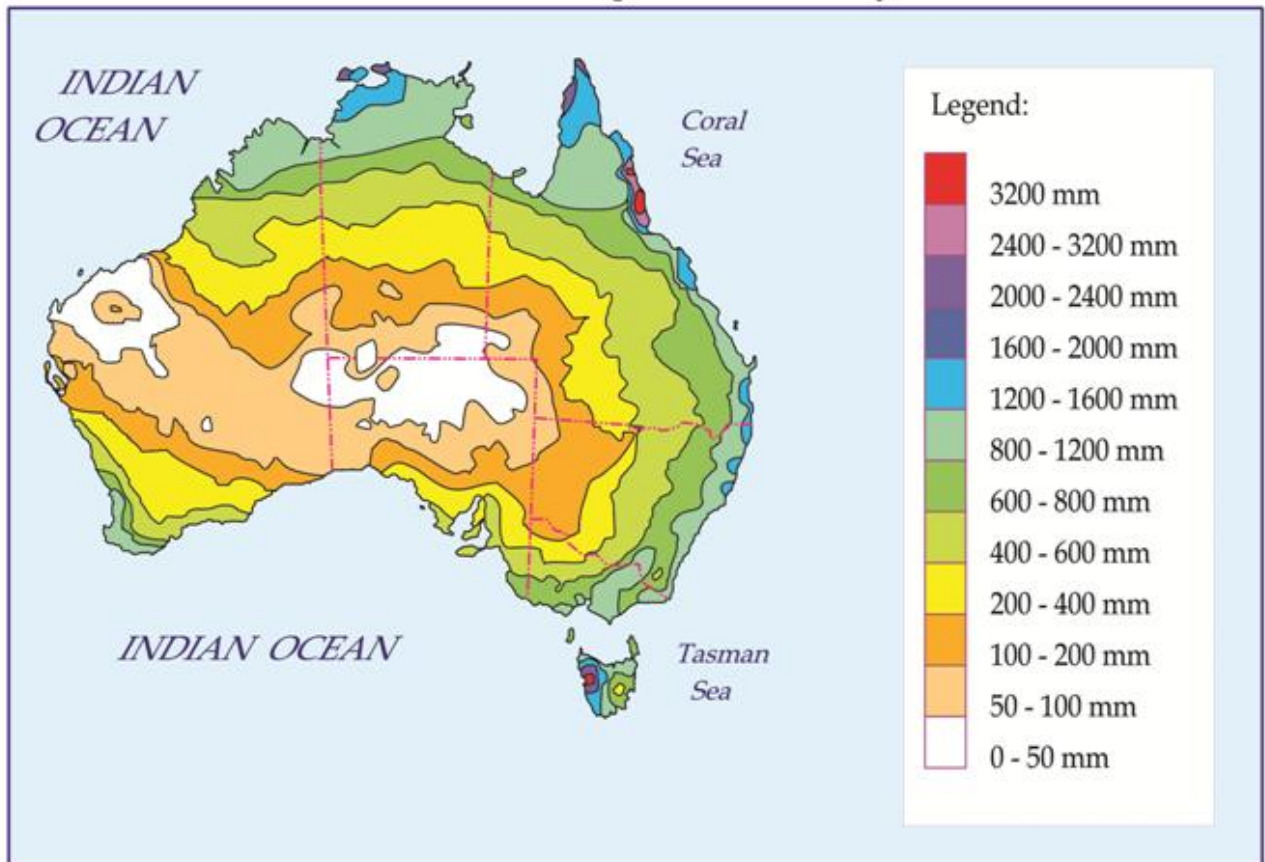 INDIAN
OCEAN
Coral
Sea
INDIAN OCEAN
Tasman
Sea
Legend:
3200 mm
2400 - 3200 mm
2000 - 2400 mm
1600 - 2000 mm
1200 - 1600 mm
800 - 1200 mm
600 - 800 mm
400 - 600 mm
200 - 400 mm
100 - 200 mm
50 - 100 mm
0 - 50 mm